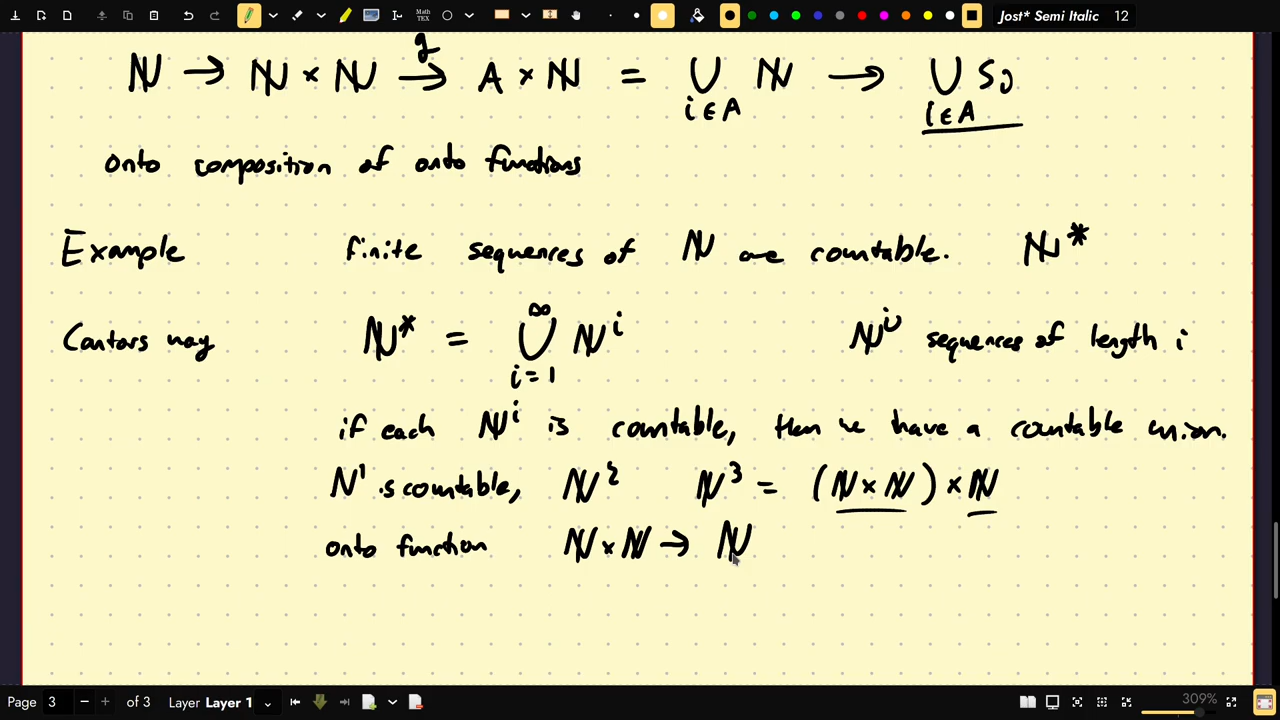 Jost* Semi Italic 12
ℕ → ℕ × ℕ →^g A × ℕ = ⋃_{i∈A} ℕ → ⋃_{i∈A} S_i
onto composition of onto functions
Example finite sequences of ℕ are countable. ℕ*
Cantors way ℕ* = ⋃_{i=1}^∞ ℕ^i ℕ^i sequences of length i
if each ℕ^i is countable, then we have a countable union.
ℕ^1 is countable, ℕ^2 ℕ^3 = (ℕ × ℕ) × ℕ
onto function ℕ × ℕ → ℕ
Page 3 of 3 Layer Layer 1 309%